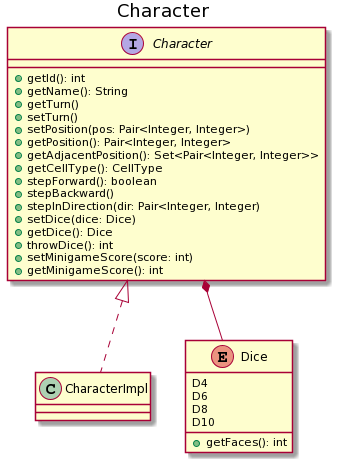 Character
I Character
getId(): int
getName(): String
getTurn()
setTurn()
setPosition(pos: Pair<Integer, Integer>)
getPosition(): Pair<Integer, Integer>
getAdjacentPosition(): Set<Pair<Integer, Integer>>
getCellType(): CellType
stepForward(): boolean
stepBackward()
stepInDirection(dir: Pair<Integer, Integer)
setDice(dice: Dice)
getDice(): Dice
throwDice(): int
setMinigameScore(score: int)
getMinigameScore(): int
C CharacterImpl
E Dice
D4
D6
D8
D10
getFaces(): int